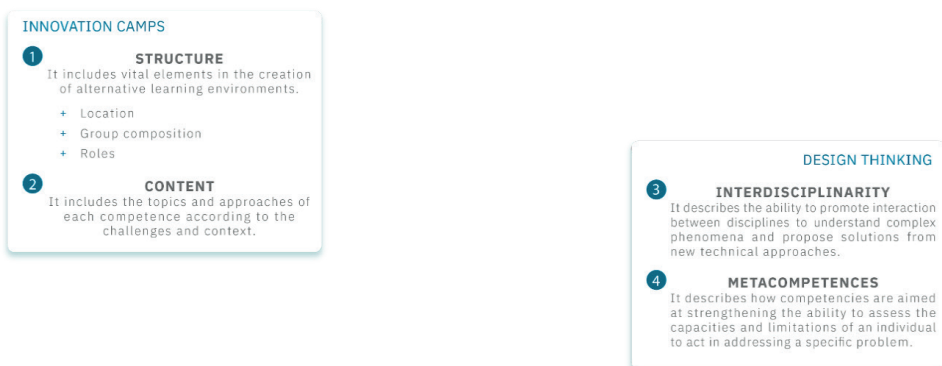 INNOVATION CAMPS
1 STRUCTURE
It includes vital elements in the creation
of alternative learning environments.
+ Location
+ Group composition
+ Roles
2 CONTENT
It includes the topics and approaches of
each competence according to the
challenges and context.
DESIGN THINKING
3 INTERDISCIPLINARITY
It describes the ability to promote interaction
between disciplines to understand complex
phenomena and propose solutions from
new technical approaches.
4 METACOMPETENCES
It describes how competencies are aimed
at strengthening the ability to assess the
capacities and limitations of an individual
to act in addressing a specific problem.